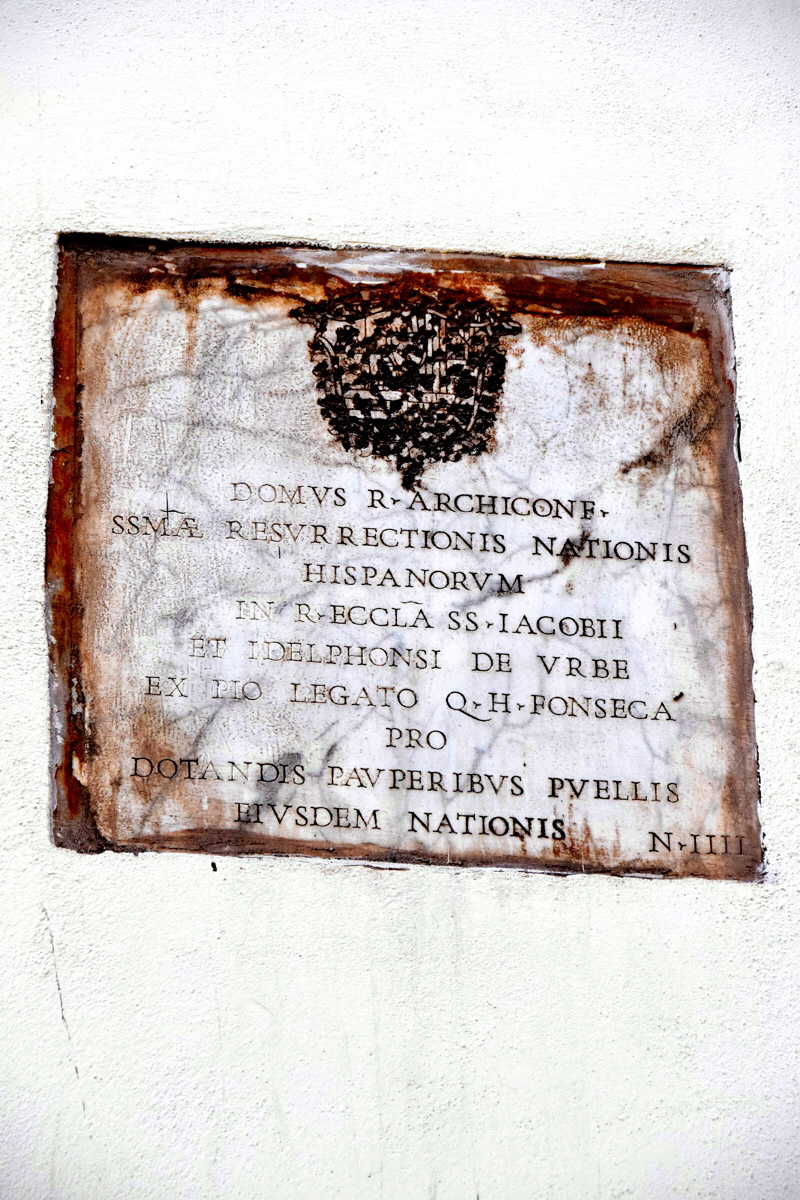 DOMVS R·ARCHICONF·
SSMÆ RESVRRECTIONIS NATIONIS
HISPANORVM
IN R·ECCLÃ SS·IACOBII
ET IDELPHONSI DE VRBE
EX PIO LEGATO Q·H·FONSECA
PRO
DOTANDIS PAVPERIBVS PVELLIS
EIVSDEM NATIONIS
N·IIII